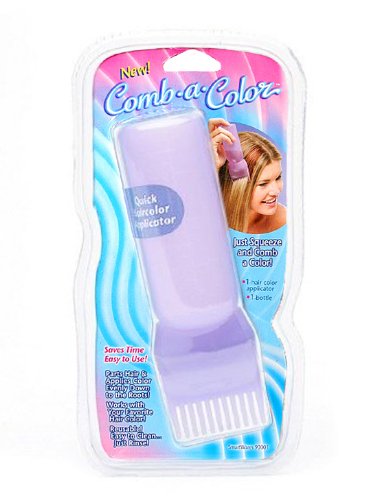 New!
Comb·a·Color
Quick
Haircolor
Applicator
Just Squeeze
and Comb
a Color!
•1 hair color
applicator
•1 bottle
Saves Time
Easy to Use!
Parts Hair &
Applies Color
Evenly Down
to the Roots!
Works with
Your Favorite
Hair Color!
Reusable!
Easy to Clean...
Just Rinse!